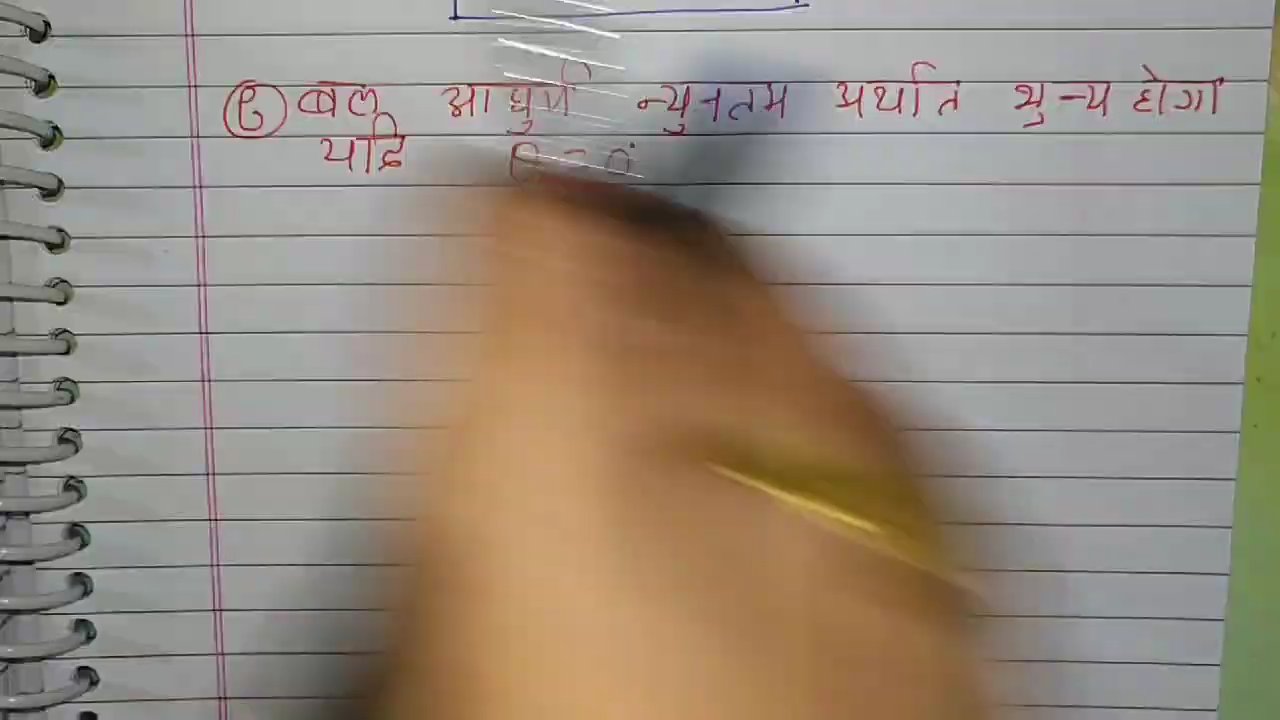 ⑥ बल आघुर्ण न्युनतम अर्थात शुन्य होगा
यदि